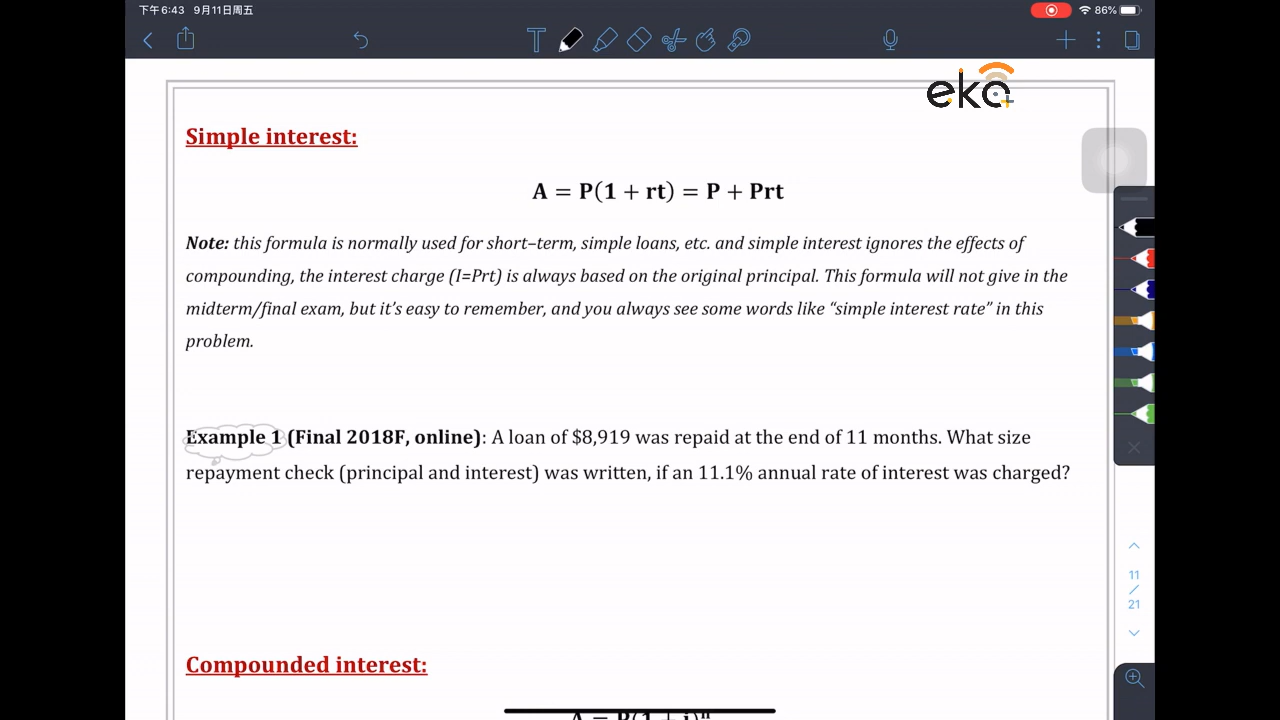 下午6:43 9月11日周五
86%
T
eka
Simple interest:
A = P(1 + rt) = P + Prt
Note: this formula is normally used for short–term, simple loans, etc. and simple interest ignores the effects of
compounding, the interest charge (I=Prt) is always based on the original principal. This formula will not give in the
midterm/final exam, but it's easy to remember, and you always see some words like “simple interest rate” in this
problem.
Example 1 (Final 2018F, online): A loan of $8,919 was repaid at the end of 11 months. What size
repayment check (principal and interest) was written, if an 11.1% annual rate of interest was charged?
11
/
21
Compounded interest:
A = P(1 + i)ⁿ